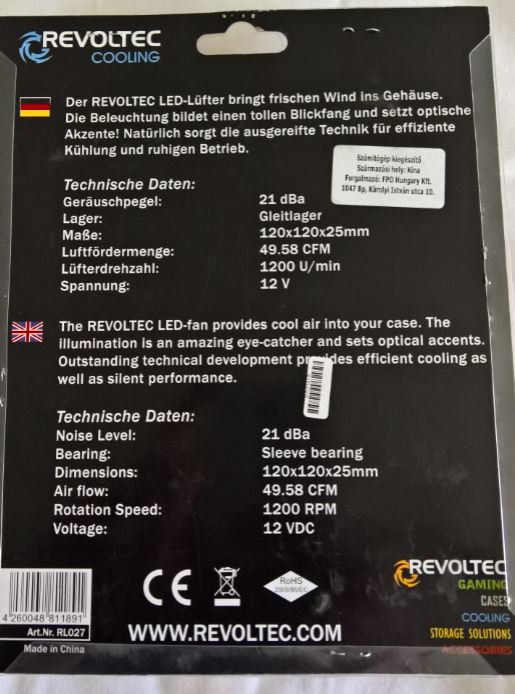 REVOLTEC
COOLING
Der REVOLTEC LED-Lüfter bringt frischen Wind ins Gehäuse.
Die Beleuchtung bildet einen tollen Blickfang und setzt optische
Akzente! Natürlich sorgt die ausgereifte Technik für effiziente
Kühlung und ruhigen Betrieb.
Számítógép kiegészítő
Származási hely: Kína
Forgalmazó: FPD Hungary Kft.
1047 Bp, Károlyi István utca 10.
Technische Daten:
Geräuschpegel: 21 dBa
Lager: Gleitlager
Maße: 120x120x25mm
Luftfördermenge: 49.58 CFM
Lüfterdrehzahl: 1200 U/min
Spannung: 12 V
The REVOLTEC LED-fan provides cool air into your case. The
illumination is an amazing eye-catcher and sets optical accents.
Outstanding technical development provides efficient cooling as
well as silent performance.
Technische Daten:
Noise Level: 21 dBa
Bearing: Sleeve bearing
Dimensions: 120x120x25mm
Air flow: 49.58 CFM
Rotation Speed: 1200 RPM
Voltage: 12 VDC
4 260048 811891
Art.Nr. RL027
Made in China
CE
RoHS
2005/95/EC
WWW.REVOLTEC.COM
REVOLTEC
GAMING
CASES
COOLING
STORAGE SOLUTIONS
ACCESSORIES